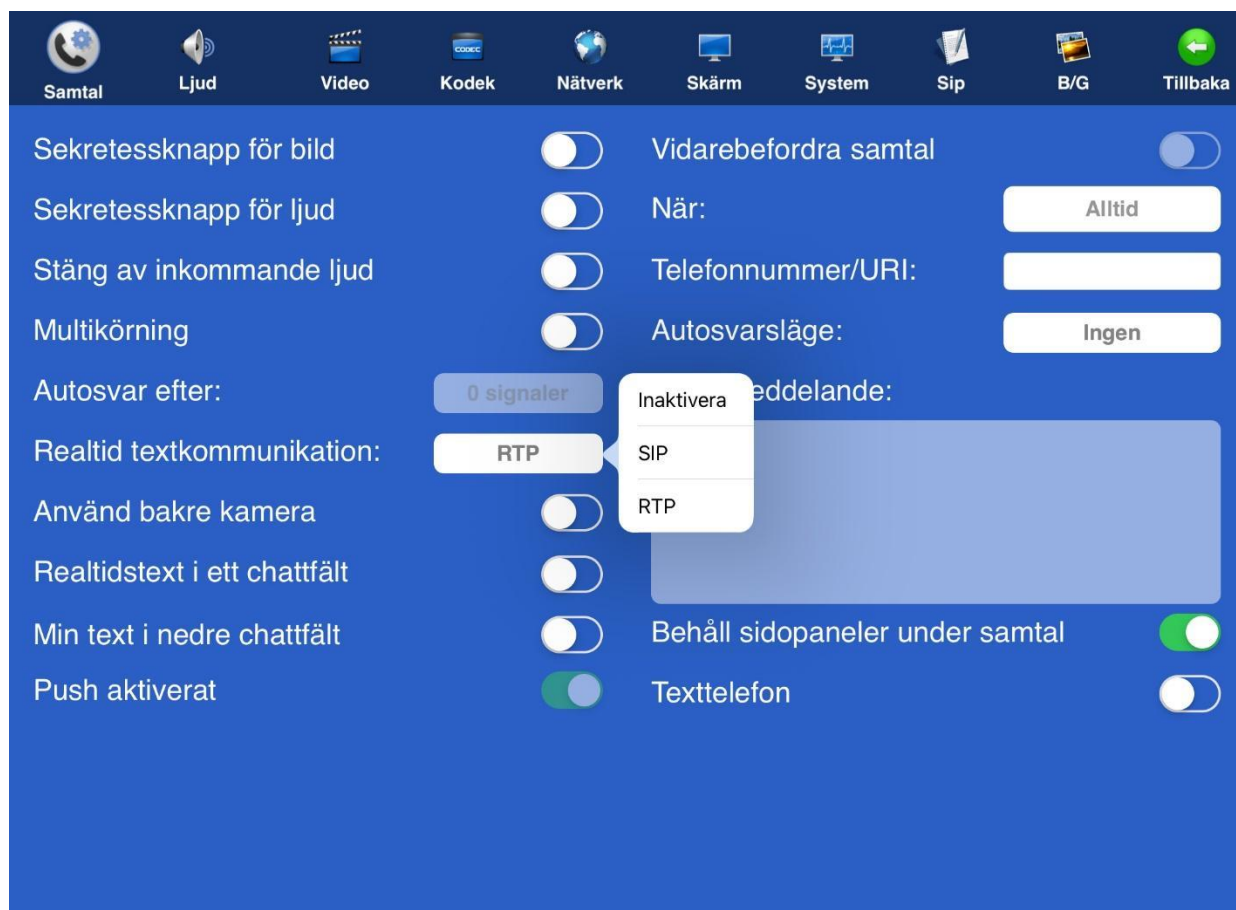 Samtal
Ljud
Video
CODEC
Kodek
Nätverk
Skärm
System
Sip
B/G
Tillbaka
Sekretessknapp för bild
Sekretessknapp för ljud
Stäng av inkommande ljud
Multikörning
Autosvar efter:
0 signaler
Realtid textkommunikation:
RTP
Använd bakre kamera
Realtidstext i ett chattfält
Min text i nedre chattfält
Push aktiverat
Inaktivera
SIP
RTP
Vidarebefordra samtal
När:
Alltid
Telefonnummer/URI:
Autosvarsläge:
Ingen
eddelande:
Behåll sidopaneler under samtal
Texttelefon